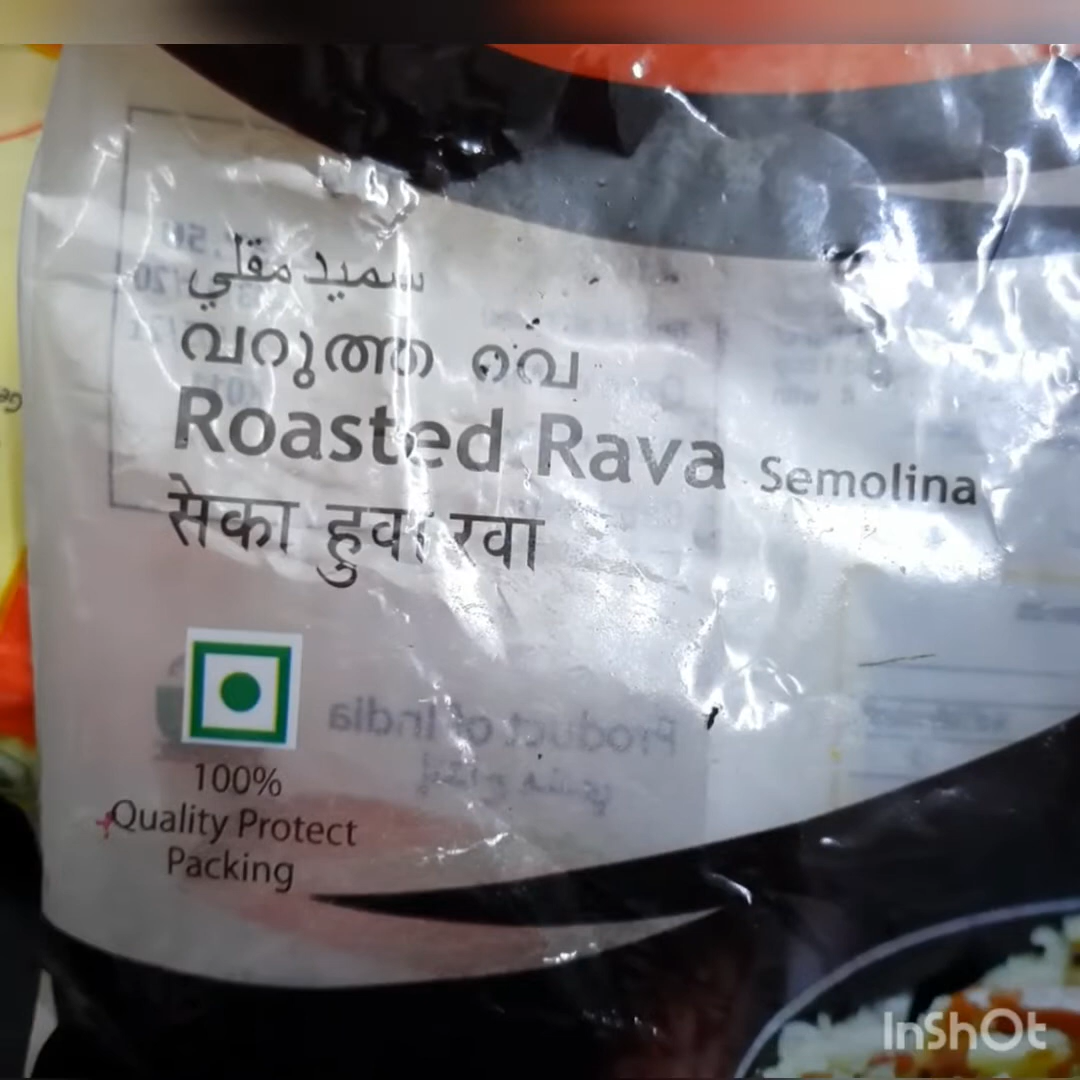 سميد مقلي
വറുത്ത റവ
Roasted Rava Semolina
सेका हुवा रवा
Product of India
100%
Quality Protect
Packing
InShOt